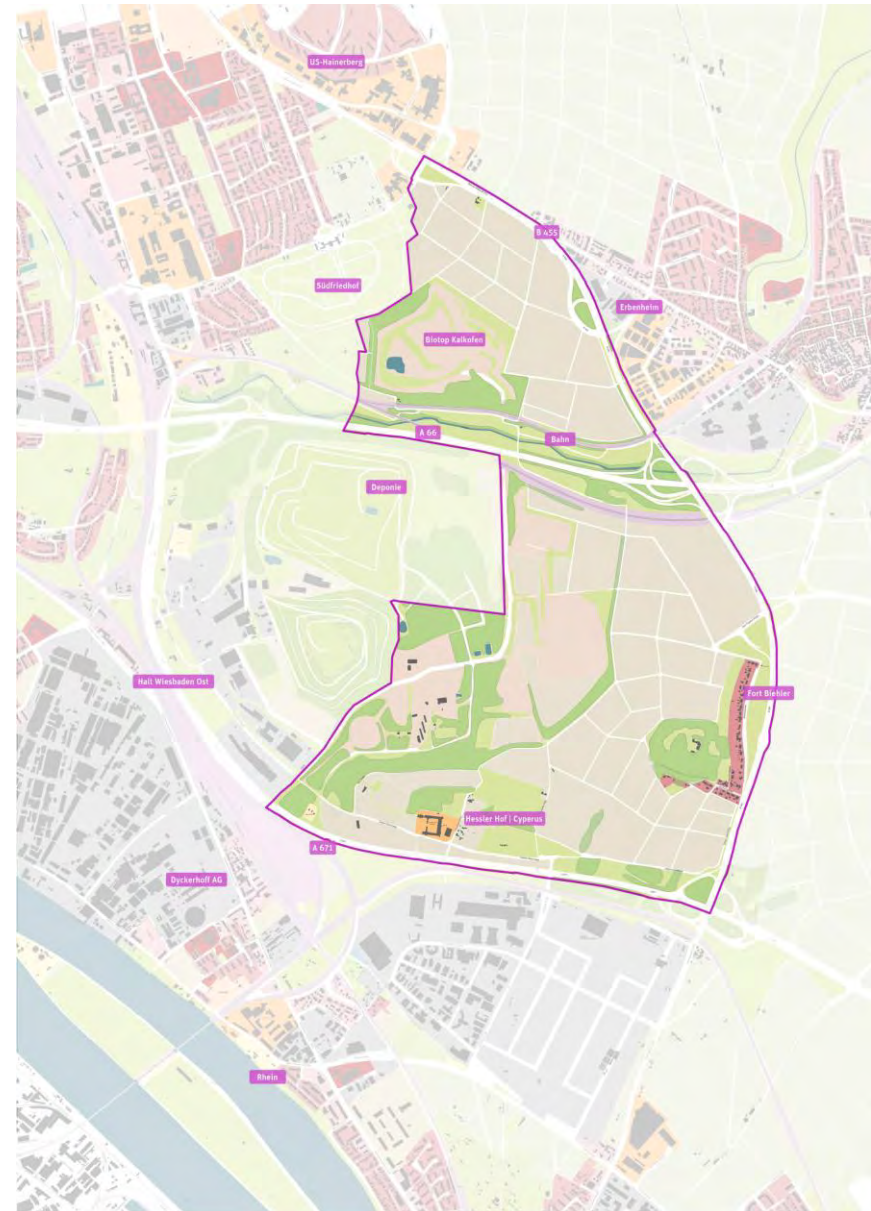 US-Hainerberg
B 455
Südfriedhof
Erbenheim
Biotop Kalkofen
A 66
Bahn
Deponie
Halt Wiesbaden Ost
Fort Biehler
Hessler Hof | Cyperus
A 671
Dyckerhoff AG
Rhein